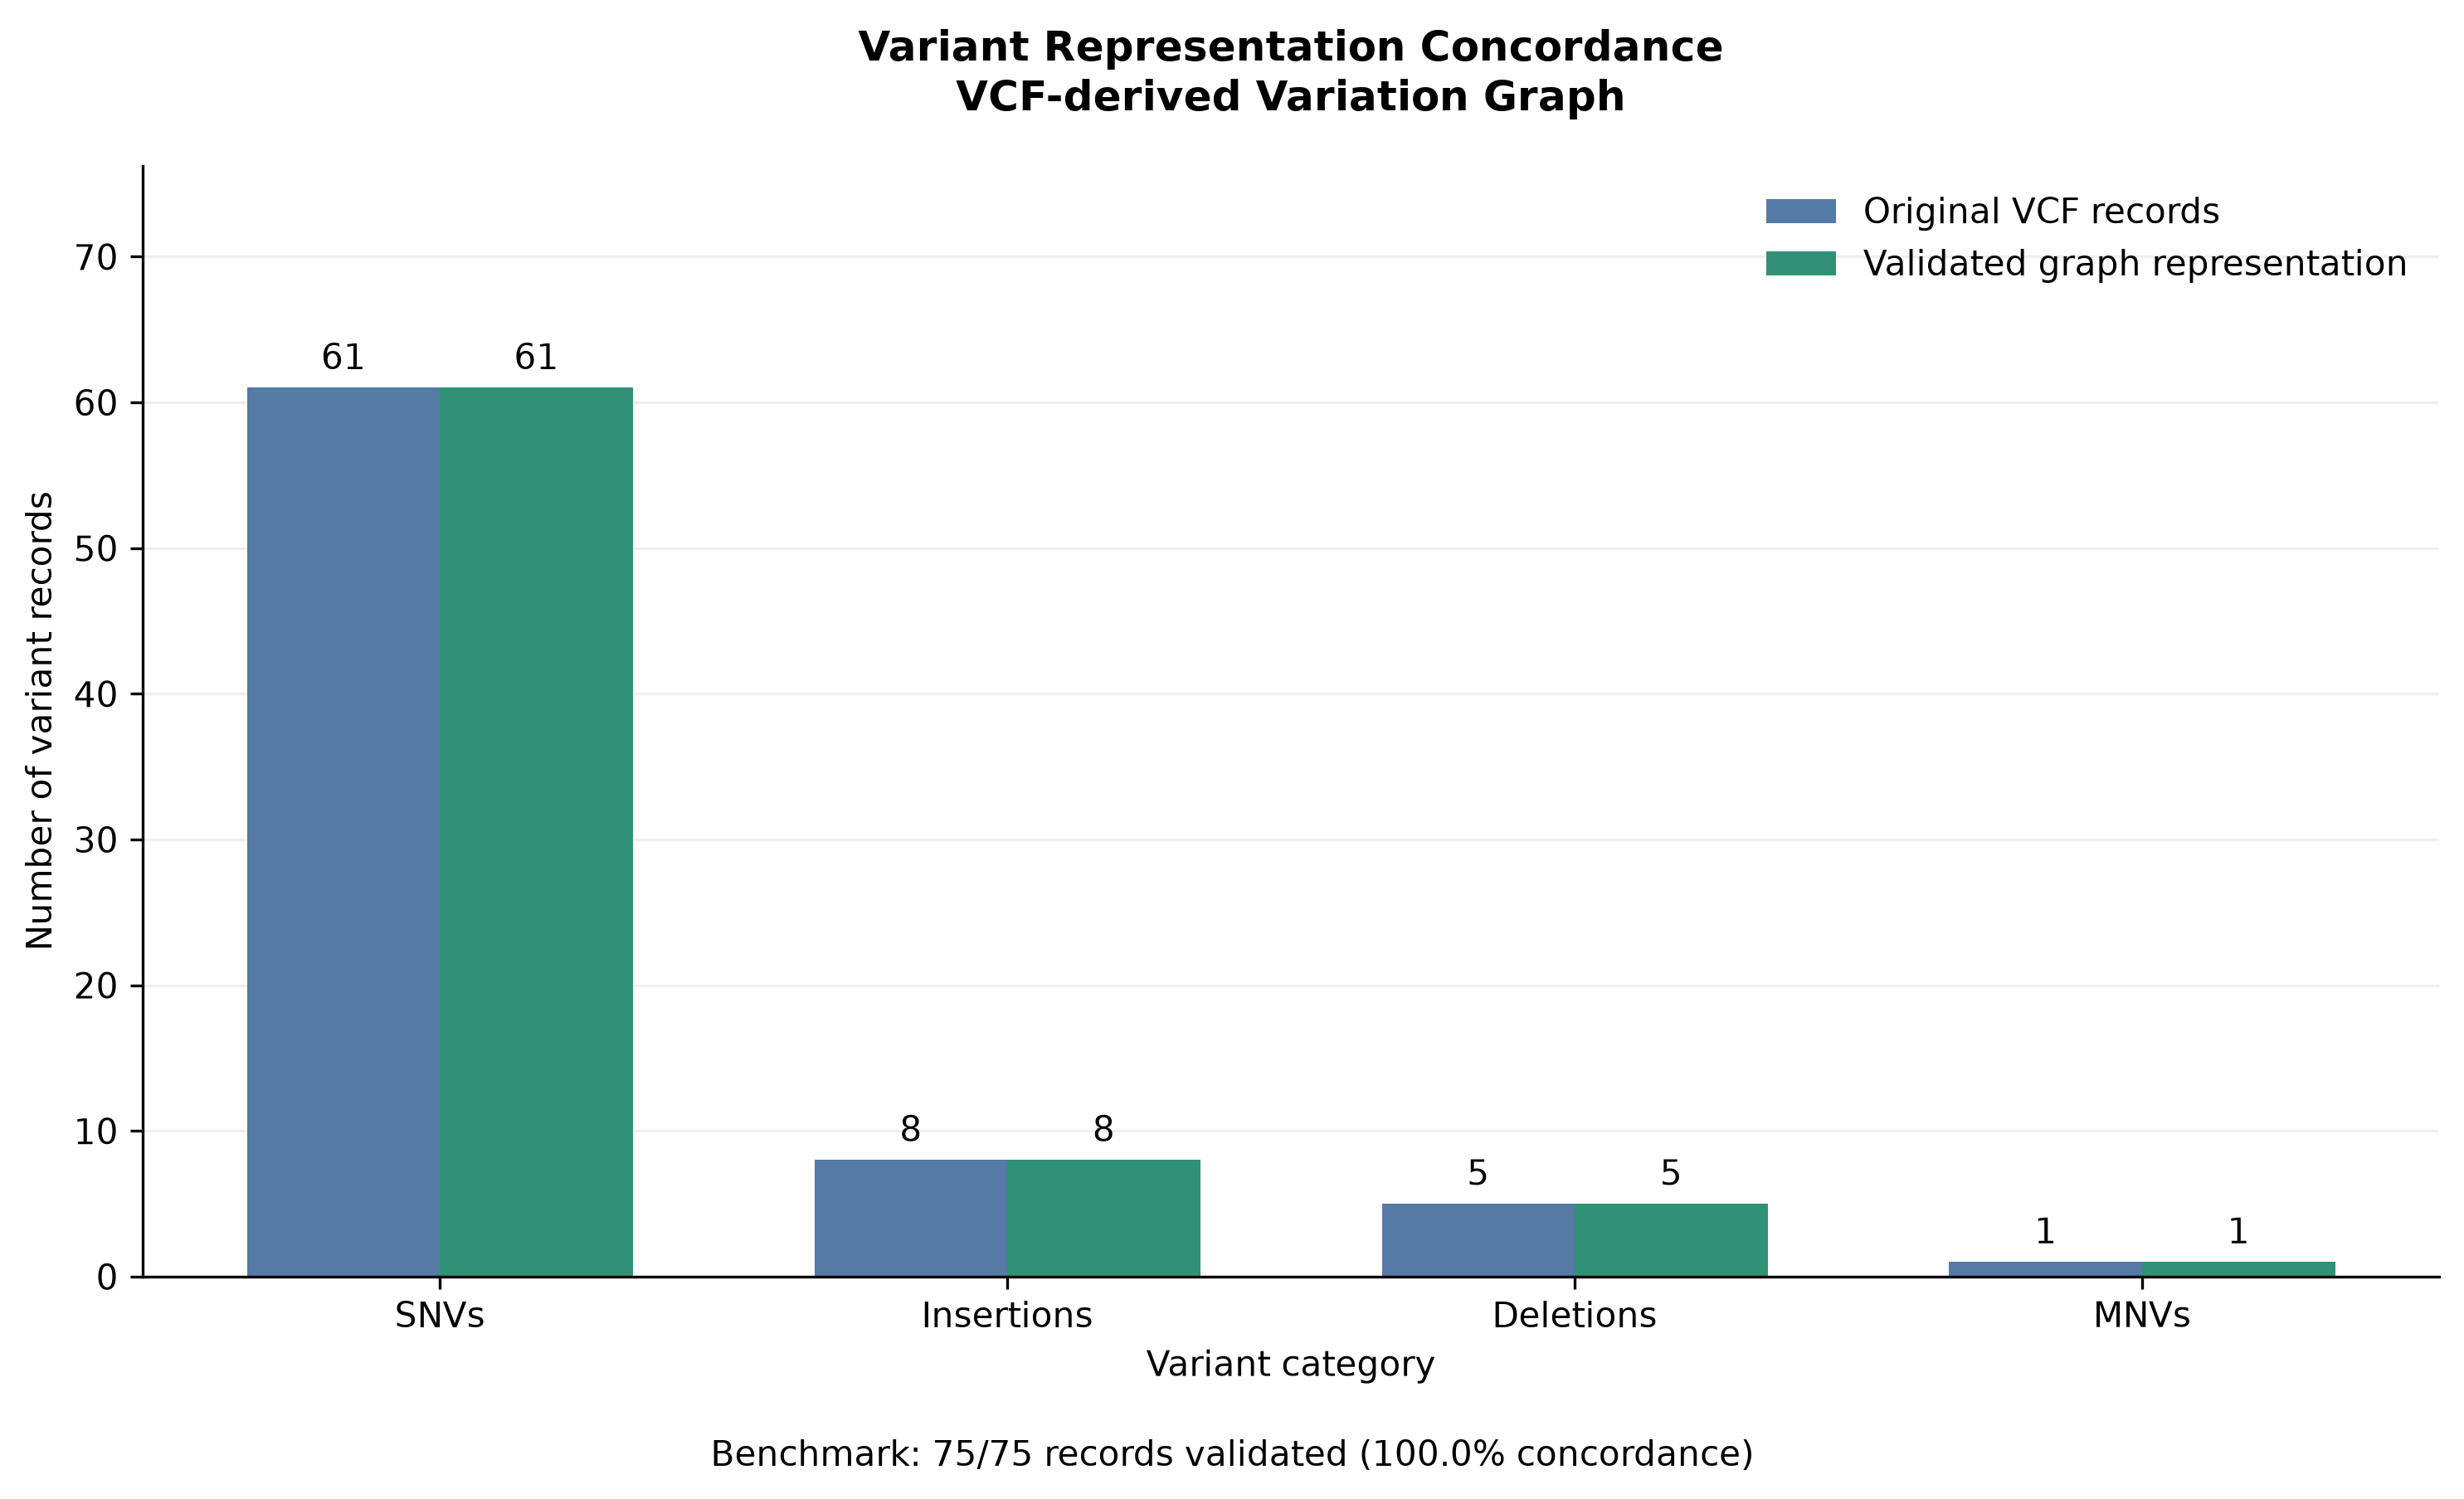 Variant Representation Concordance
VCF-derived Variation Graph
Original VCF records
Validated graph representation
Number of variant records
70
60
50
40
30
20
10
0
61
61
8
8
5
5
1
1
SNVs
Insertions
Deletions
MNVs
Variant category
Benchmark: 75/75 records validated (100.0% concordance)